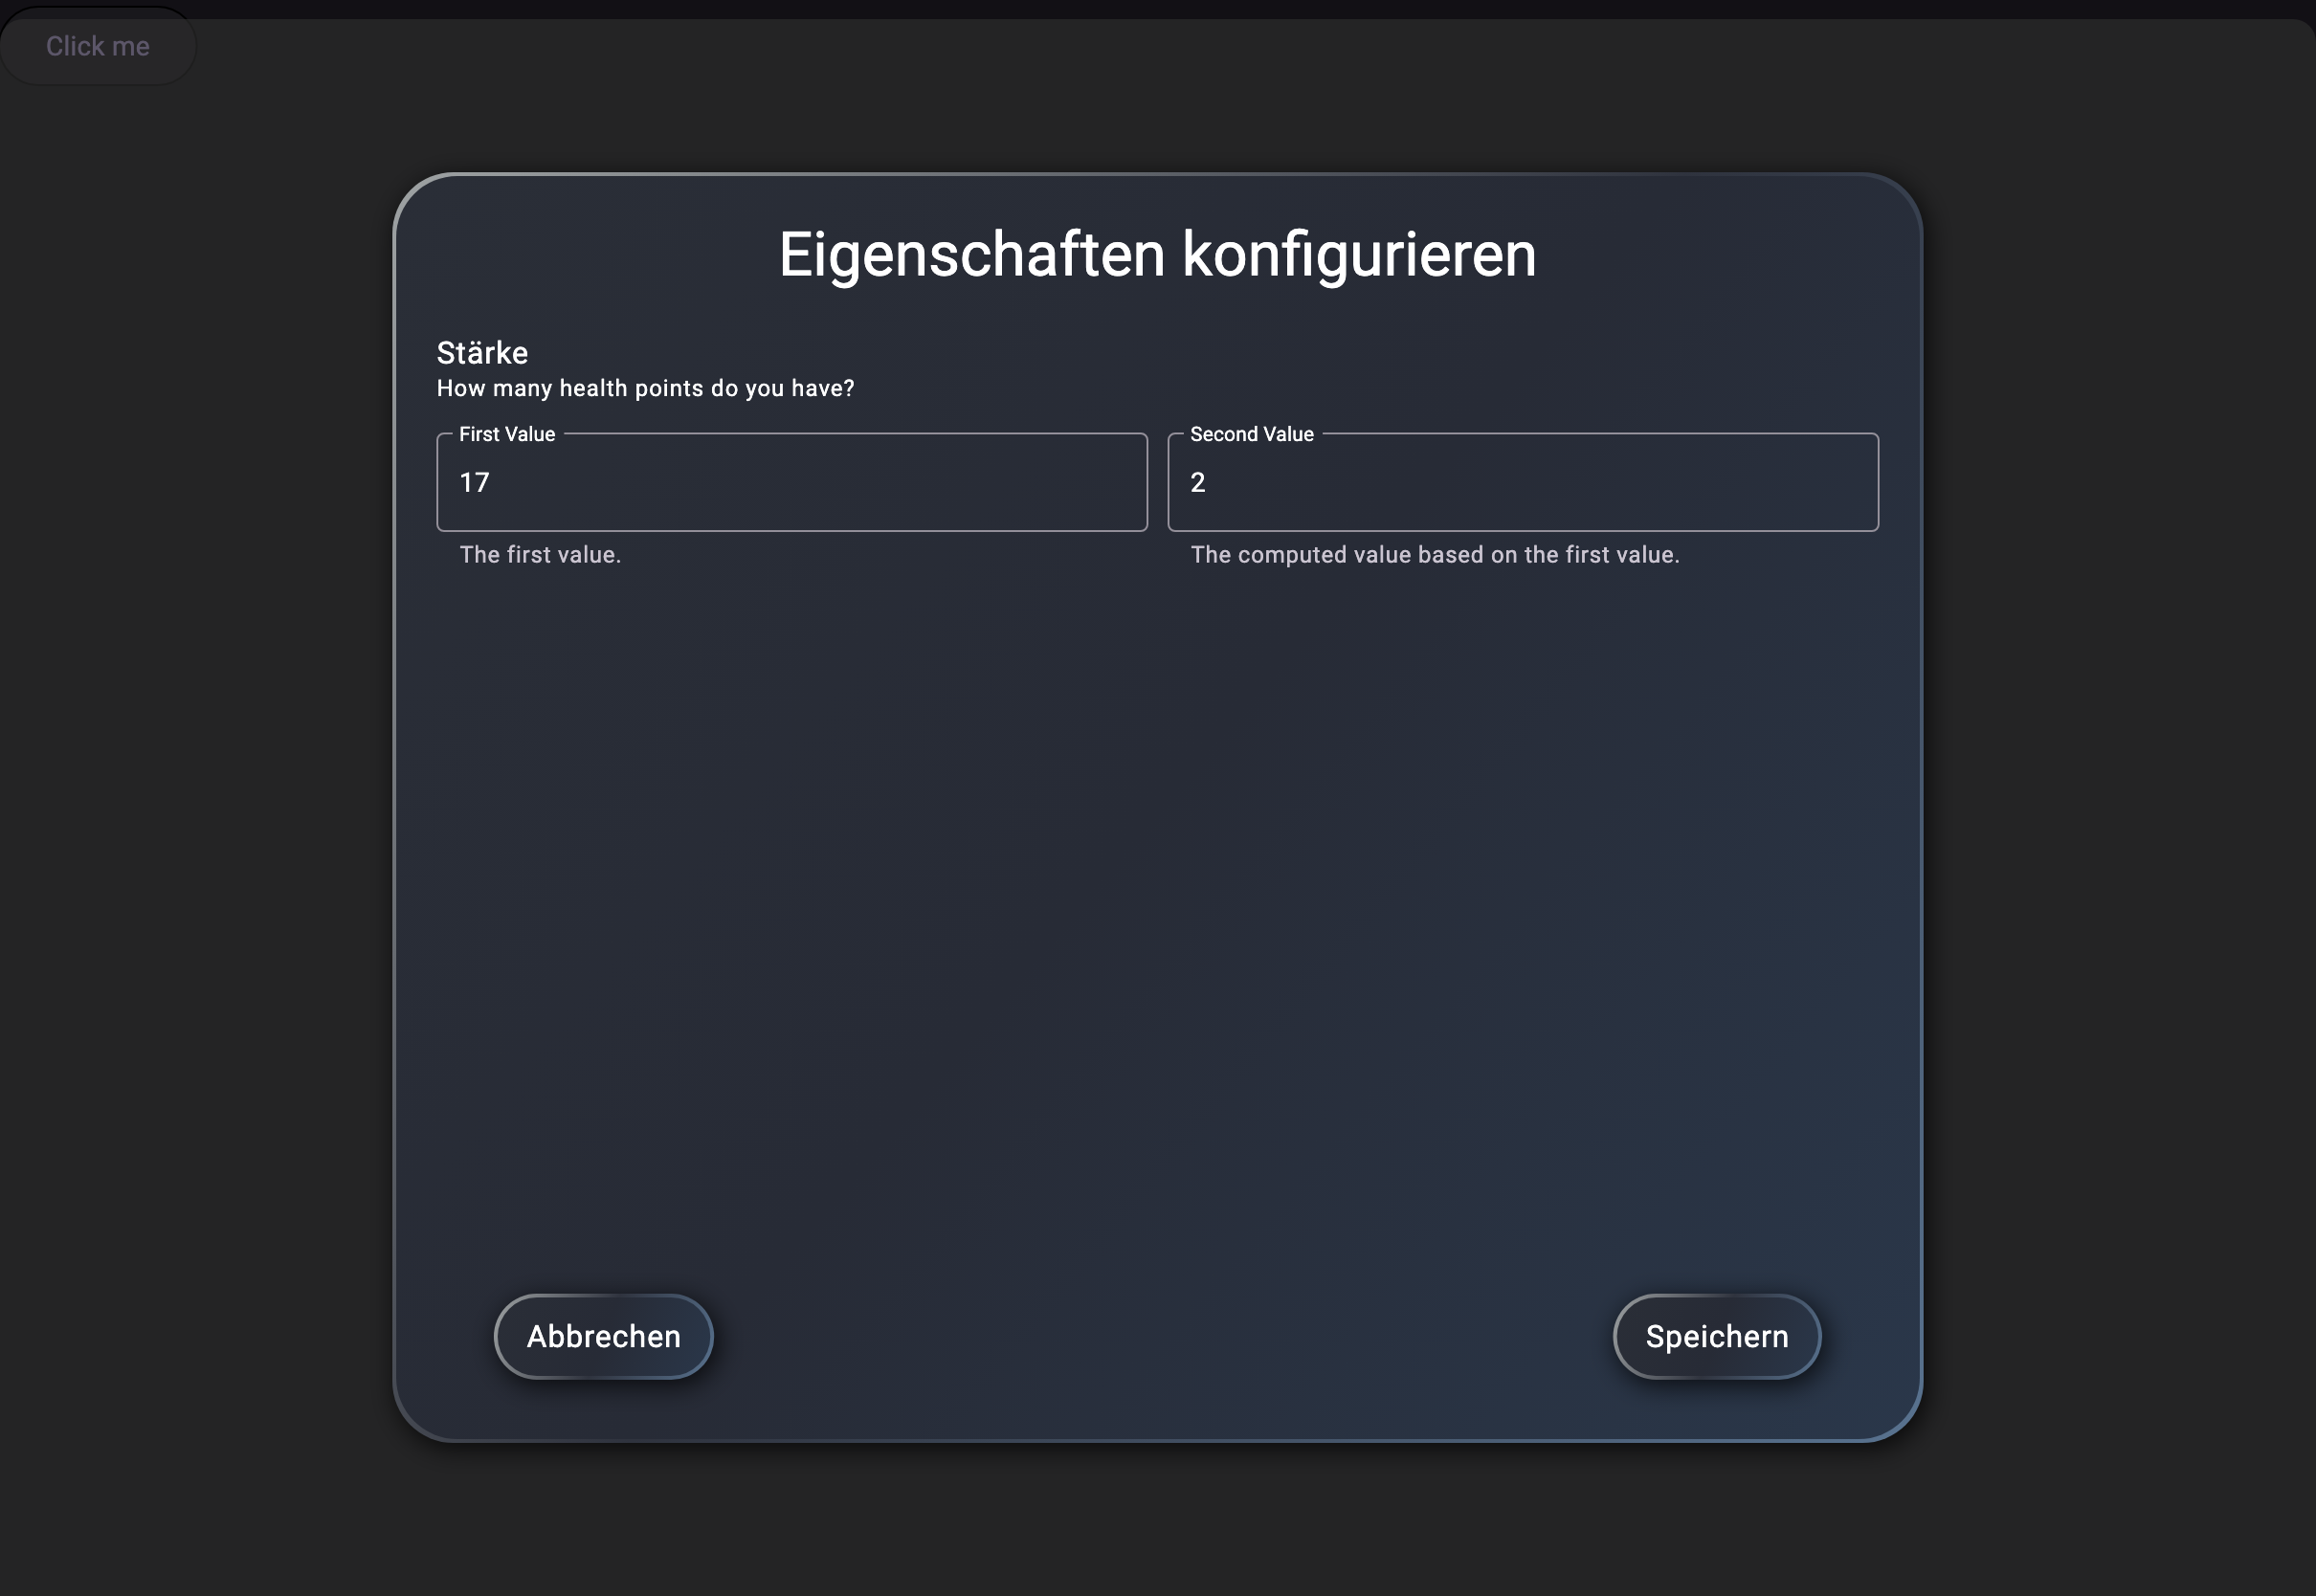 Click me
Eigenschaften konfigurieren
Stärke
How many health points do you have?
First Value
Second Value
17
2
The first value.
The computed value based on the first value.
Abbrechen
Speichern